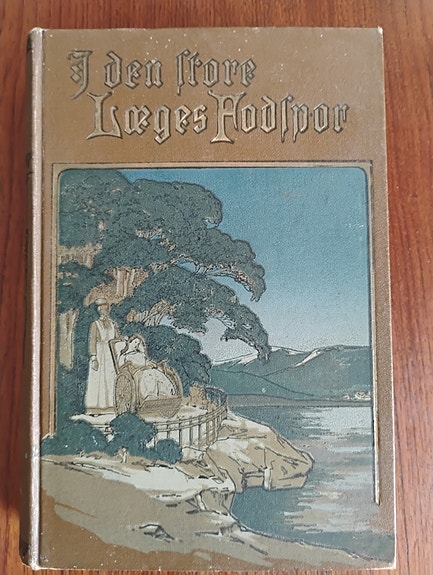 I den store
Læges Fodspor